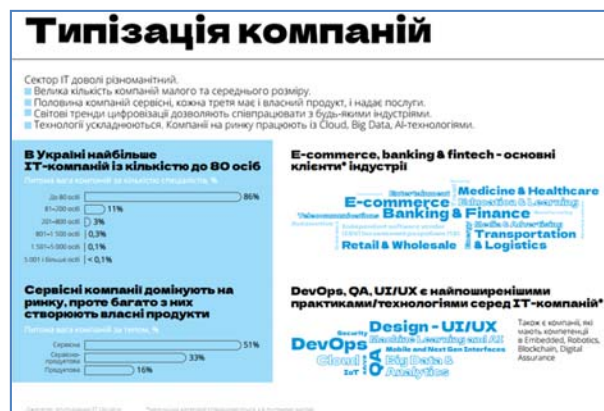 Типізація компаній
Сектор ІТ доволі різноманітний.
Велика кількість компаній малого та середнього розміру.
Половина компаній сервісні, кожна третя має і власний продукт, і надає послуги.
Світові тренди цифровізації дозволяють співпрацювати з будь-якими індустріями.
Технології ускладнюються. Компанії на ринку працюють із Cloud, Big Data, AI-технологіями.
В Україні найбільше
ІТ-компаній із кількістю до 80 осіб
Питома вага компаній за кількістю спеціалістів, %
До 80 осіб 86%
81–200 осіб 11%
201–800 осіб 3%
801–1 500 осіб 0,3%
1 501–5 000 осіб 0,1%
5 001 і більше осіб < 0,1%
Сервісні компанії домінують на
ринку, проте багато з них
створюють власні продукти
Питома вага компаній за типом, %
Сервісна 51%
Сервісно-
продуктова 33%
Продуктова 16%
E-commerce, banking & fintech - основні
клієнти* індустрії
Entertainment
Medicine & Healthcare
E-commerce
Education & Learning
Telecommunications
Banking & Finance
Media & Advertising
Energy
Transportation
& Logistics
Retail & Wholesale
DevOps, QA, UI/UX є найпоширенішими
практиками/технологіями серед ІТ-компаній*
Security
Design - UI/UX
DevOps
Machine Learning and AI
Mobile and Next Gen Interfaces
Cloud
QA
Big Data &
Analytics
IoT
Також є компанії, які
мають компетенції
в Embedded, Robotics,
Blockchain, Digital
Assurance